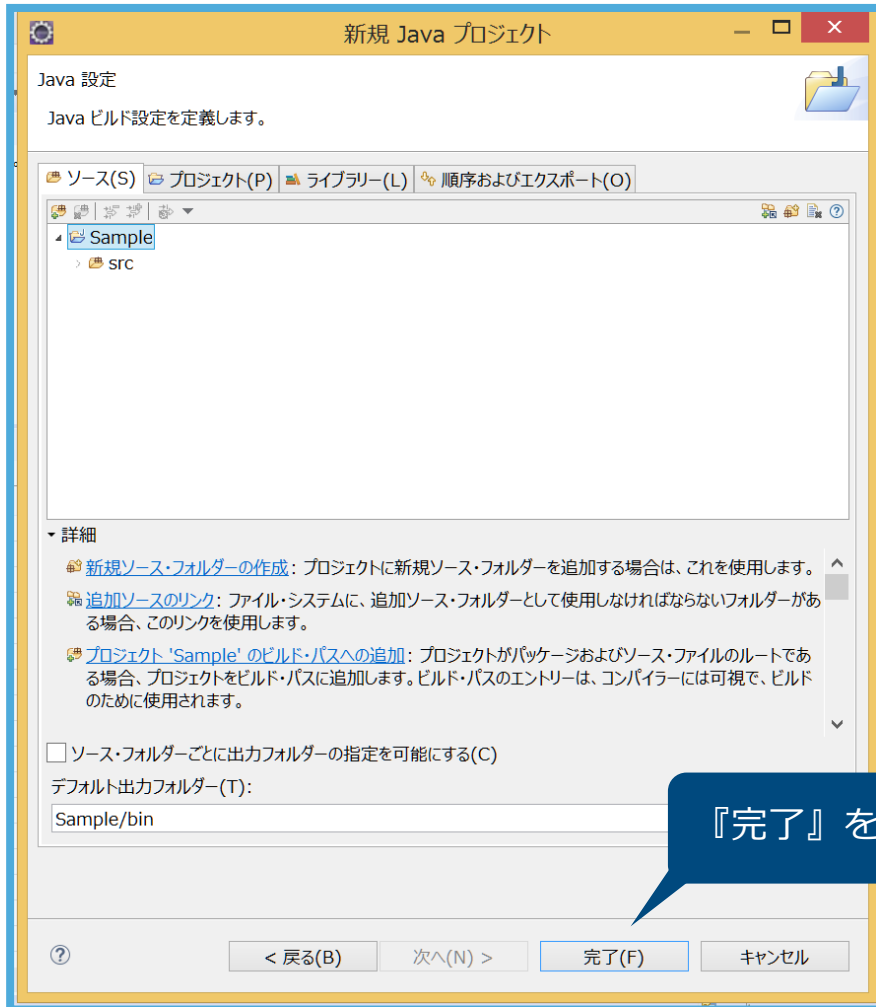 新規 Java プロジェクト
Java 設定
Java ビルド設定を定義します。
ソース(S) プロジェクト(P) ライブラリー(L) 順序およびエクスポート(O)
Sample
src
詳細
新規ソース・フォルダーの作成: プロジェクトに新規ソース・フォルダーを追加する場合は、これを使用します。
追加ソースのリンク: ファイル・システムに、追加ソース・フォルダーとして使用しなければならないフォルダーがあ
る場合、このリンクを使用します。
プロジェクト 'Sample' のビルド・パスへの追加: プロジェクトがパッケージおよびソース・ファイルのルートであ
る場合、プロジェクトをビルド・パスに追加します。ビルド・パスのエントリーは、コンパイラーには可視で、ビルド
のために使用されます。
ソース・フォルダーごとに出力フォルダーの指定を可能にする(C)
デフォルト出力フォルダー(T):
Sample/bin
『完了』を
< 戻る(B) 次へ(N) > 完了(F) キャンセル